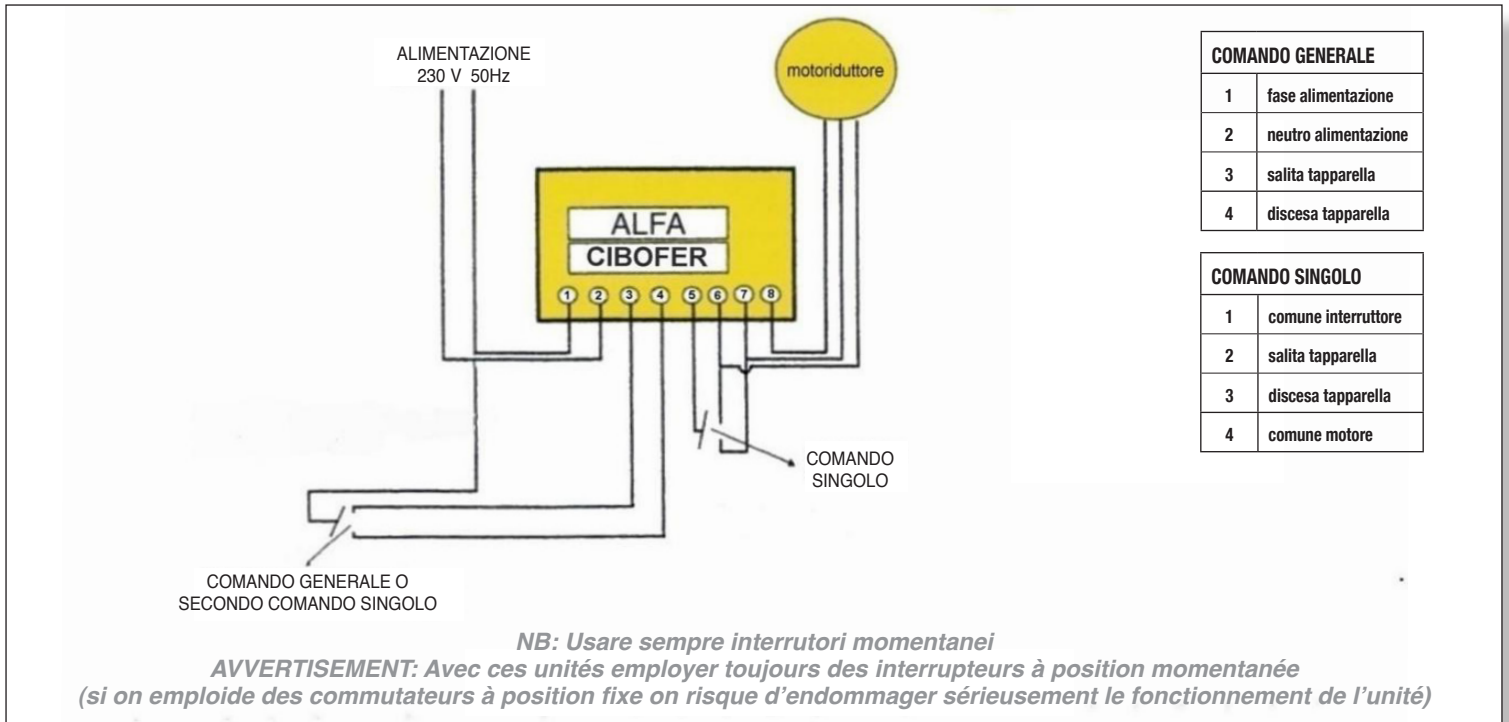 ALIMENTAZIONE
230 V 50Hz
motoriduttore
ALFA
CIBOFER
1 2 3 4 5 6 7 8
COMANDO
SINGOLO
COMANDO GENERALE O
SECONDO COMANDO SINGOLO
COMANDO GENERALE
1 fase alimentazione
2 neutro alimentazione
3 salita tapparella
4 discesa tapparella
COMANDO SINGOLO
1 comune interruttore
2 salita tapparella
3 discesa tapparella
4 comune motore
NB: Usare sempre interrutori momentanei
AVVERTISEMENT: Avec ces unités employer toujours des interrupteurs à position momentanée
(si on emploide des commutateurs à position fixe on risque d'endommager sérieusement le fonctionnement de l'unité)